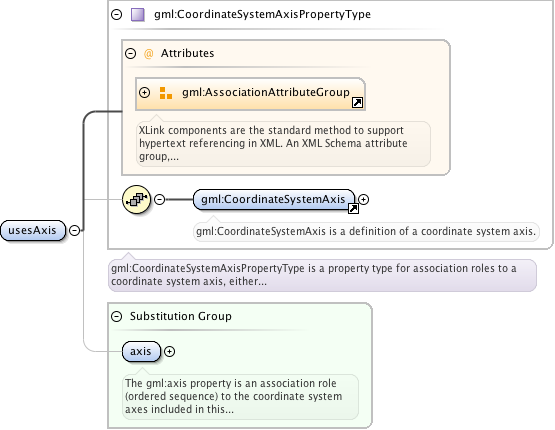 gml:CoordinateSystemAxisPropertyType
@ Attributes
gml:AssociationAttributeGroup
XLink components are the standard method to support
hypertext referencing in XML. An XML Schema attribute
group,...
gml:CoordinateSystemAxis
gml:CoordinateSystemAxis is a definition of a coordinate system axis.
usesAxis
gml:CoordinateSystemAxisPropertyType is a property type for association roles to a
coordinate system axis, either...
Substitution Group
axis
The gml:axis property is an association role
(ordered sequence) to the coordinate system
axes included in this...